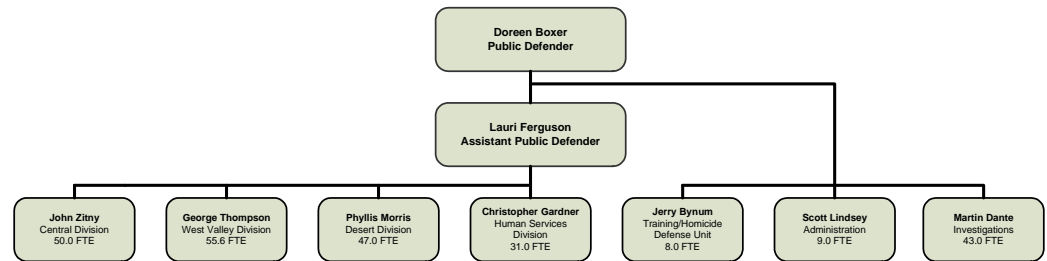 Doreen Boxer
Public Defender
Lauri Ferguson
Assistant Public Defender
John Zitny
Central Division
50.0 FTE
George Thompson
West Valley Division
55.6 FTE
Phyllis Morris
Desert Division
47.0 FTE
Christopher Gardner
Human Services
Division
31.0 FTE
Jerry Bynum
Training/Homicide
Defense Unit
8.0 FTE
Scott Lindsey
Administration
9.0 FTE
Martin Dante
Investigations
43.0 FTE